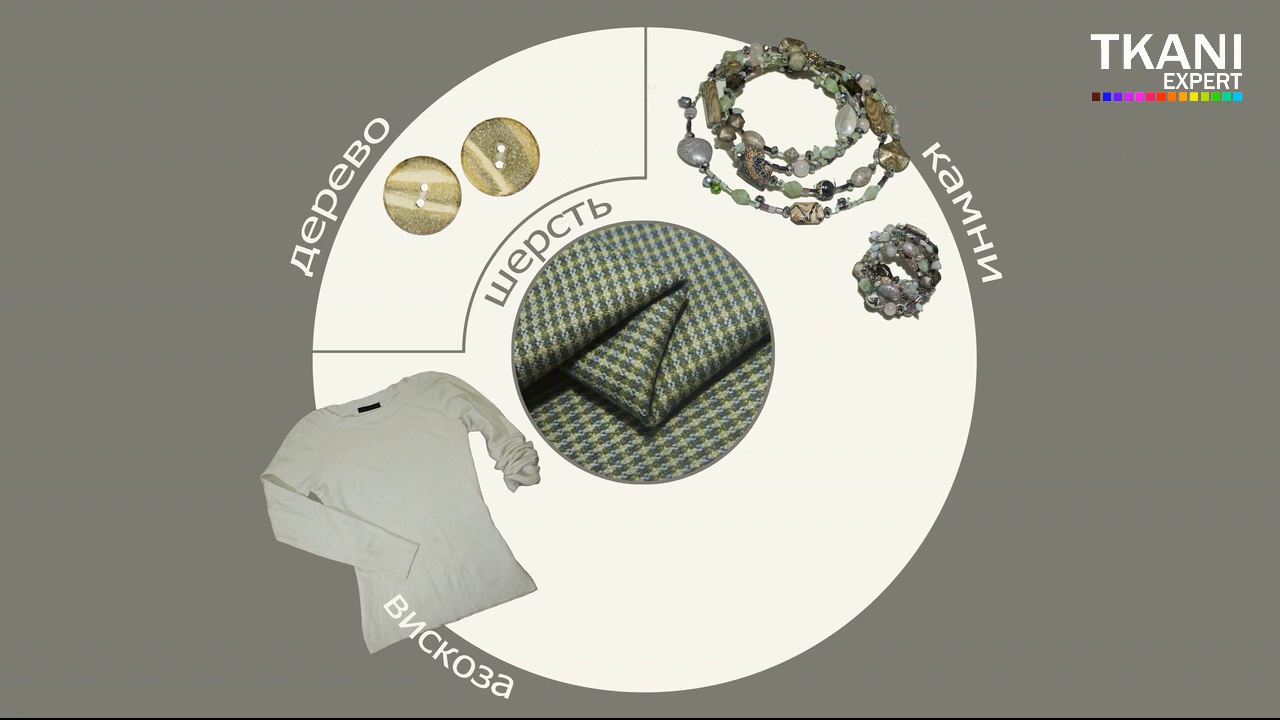 TKANI
EXPERT
дерево
камни
шерсть
вискоза